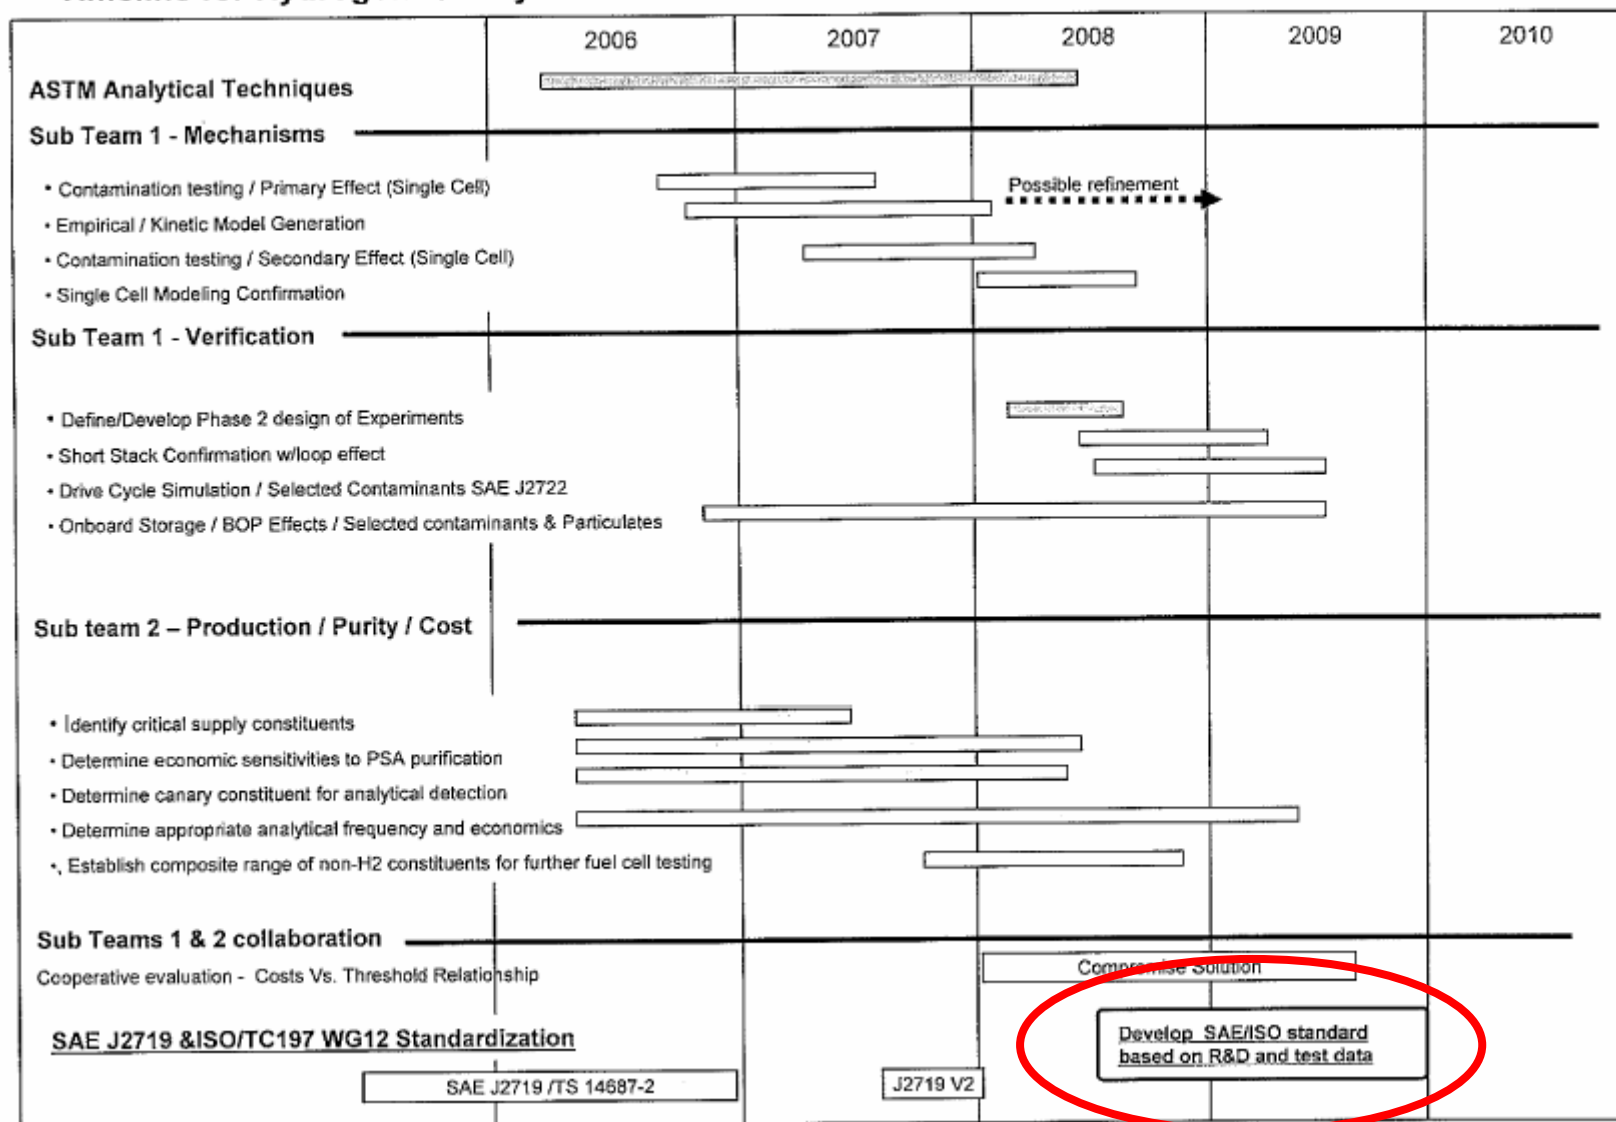 2006 2007 2008 2009 2010
ASTM Analytical Techniques
Sub Team 1 - Mechanisms
• Contamination testing / Primary Effect (Single Cell)
Possible refinement
• Empirical / Kinetic Model Generation
• Contamination testing / Secondary Effect (Single Cell)
• Single Cell Modeling Confirmation
Sub Team 1 - Verification
• Define/Develop Phase 2 design of Experiments
• Short Stack Confirmation w/loop effect
• Drive Cycle Simulation / Selected Contaminants SAE J2722
• Onboard Storage / BOP Effects / Selected contaminants & Particulates
Sub team 2 – Production / Purity / Cost
• Identify critical supply constituents
• Determine economic sensitivities to PSA purification
• Determine canary constituent for analytical detection
• Determine appropriate analytical frequency and economics
•, Establish composite range of non-H2 constituents for further fuel cell testing
Sub Teams 1 & 2 collaboration
Cooperative evaluation - Costs Vs. Threshold Relationship
Compromise Solution
SAE J2719 &ISO/TC197 WG12 Standardization
Develop SAE/ISO standard
based on R&D and test data
SAE J2719 /TS 14687-2
J2719 V2